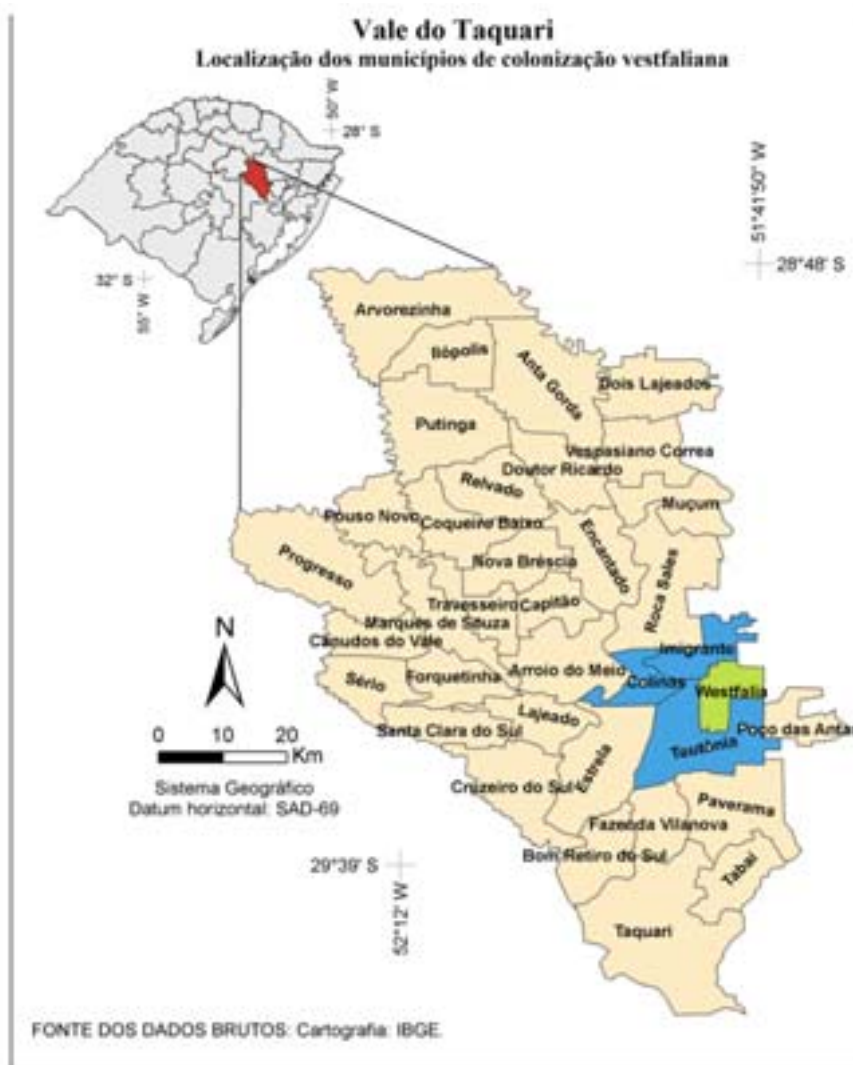 Vale do Taquari
Localização dos municípios de colonização vestfaliana
50° W
28° S
32° S
55° W
51°41'50" W
28°48' S
Arvorezinha
Ilópolis
Anta Gorda
Dois Lajeados
Putinga
Vespasiano Correa
Doutor Ricardo
Relvado
Muçum
Pouso Novo
Coqueiro Baixo
Encantado
Nova Bréscia
Progresso
Roca Sales
Travesseiro
Capitão
Marques de Souza
Canudos do Vale
Imigrante
Arroio do Meio
Forquetinha
Sério
Colinas
Westfalia
Lajeado
Santa Clara do Sul
Poço das Antas
Teutônia
Estrela
Cruzeiro do Sul
Paverama
Fazenda Vilanova
Bom Retiro do Sul
Tabaí
Taquari
N
0 10 20
Km
Sistema Geográfico
Datum horizontal: SAD-69
29°39' S
52°12' W
FONTE DOS DADOS BRUTOS: Cartografia: IBGE.